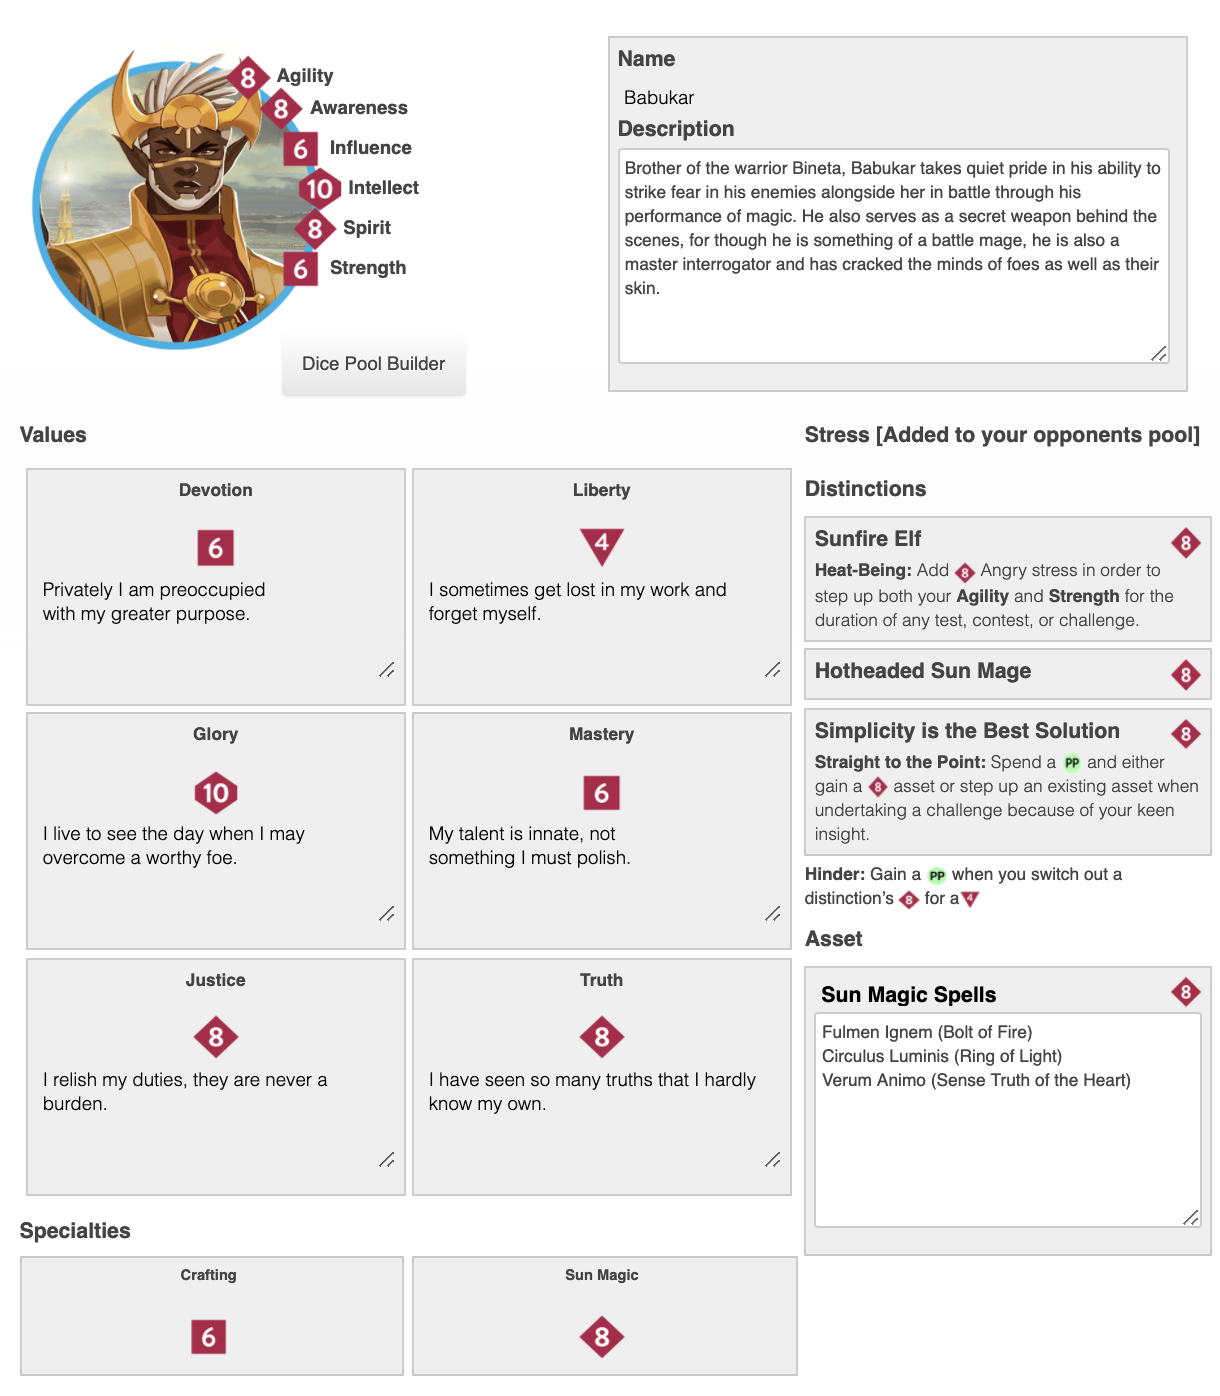 8 Agility
8 Awareness
6 Influence
10 Intellect
8 Spirit
6 Strength
Dice Pool Builder
Name
Babukar
Description
Brother of the warrior Bineta, Babukar takes quiet pride in his ability to
strike fear in his enemies alongside her in battle through his
performance of magic. He also serves as a secret weapon behind the
scenes, for though he is something of a battle mage, he is also a
master interrogator and has cracked the minds of foes as well as their
skin.
Values
Devotion
6
Privately I am preoccupied
with my greater purpose.
Liberty
4
I sometimes get lost in my work and
forget myself.
Glory
10
I live to see the day when I may
overcome a worthy foe.
Mastery
6
My talent is innate, not
something I must polish.
Justice
8
I relish my duties, they are never a
burden.
Truth
8
I have seen so many truths that I hardly
know my own.
Specialties
Crafting
6
Sun Magic
8
Stress [Added to your opponents pool]
Distinctions
Sunfire Elf 8
Heat-Being: Add 8 Angry stress in order to
step up both your Agility and Strength for the
duration of any test, contest, or challenge.
Hotheaded Sun Mage 8
Simplicity is the Best Solution 8
Straight to the Point: Spend a PP and either
gain a 8 asset or step up an existing asset when
undertaking a challenge because of your keen
insight.
Hinder: Gain a PP when you switch out a
distinction's 8 for a 4
Asset
Sun Magic Spells 8
Fulmen Ignem (Bolt of Fire)
Circulus Luminis (Ring of Light)
Verum Animo (Sense Truth of the Heart)